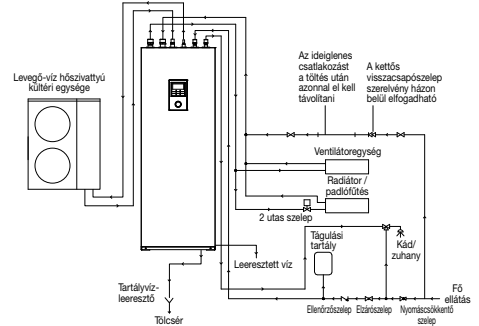 Az ideiglenes
csatlakozást
a töltés után
azonnal el kell
távolítani
A kettős
visszacsapószelep
szerelvény házon
belül elfogadható
Levegő-víz hőszivattyú
kültéri egysége
Ventilátoregység
Radiátor /
padlófűtés
2 utas szelep
Tágulási
tartály
Kád/
zuhany
Leeresztett víz
Tartályvíz-
leeresztő
Tölcsér
Ellenőrzőszelep
Elzárószelep
Nyomáscsökkentő
szelep
Fő
ellátás